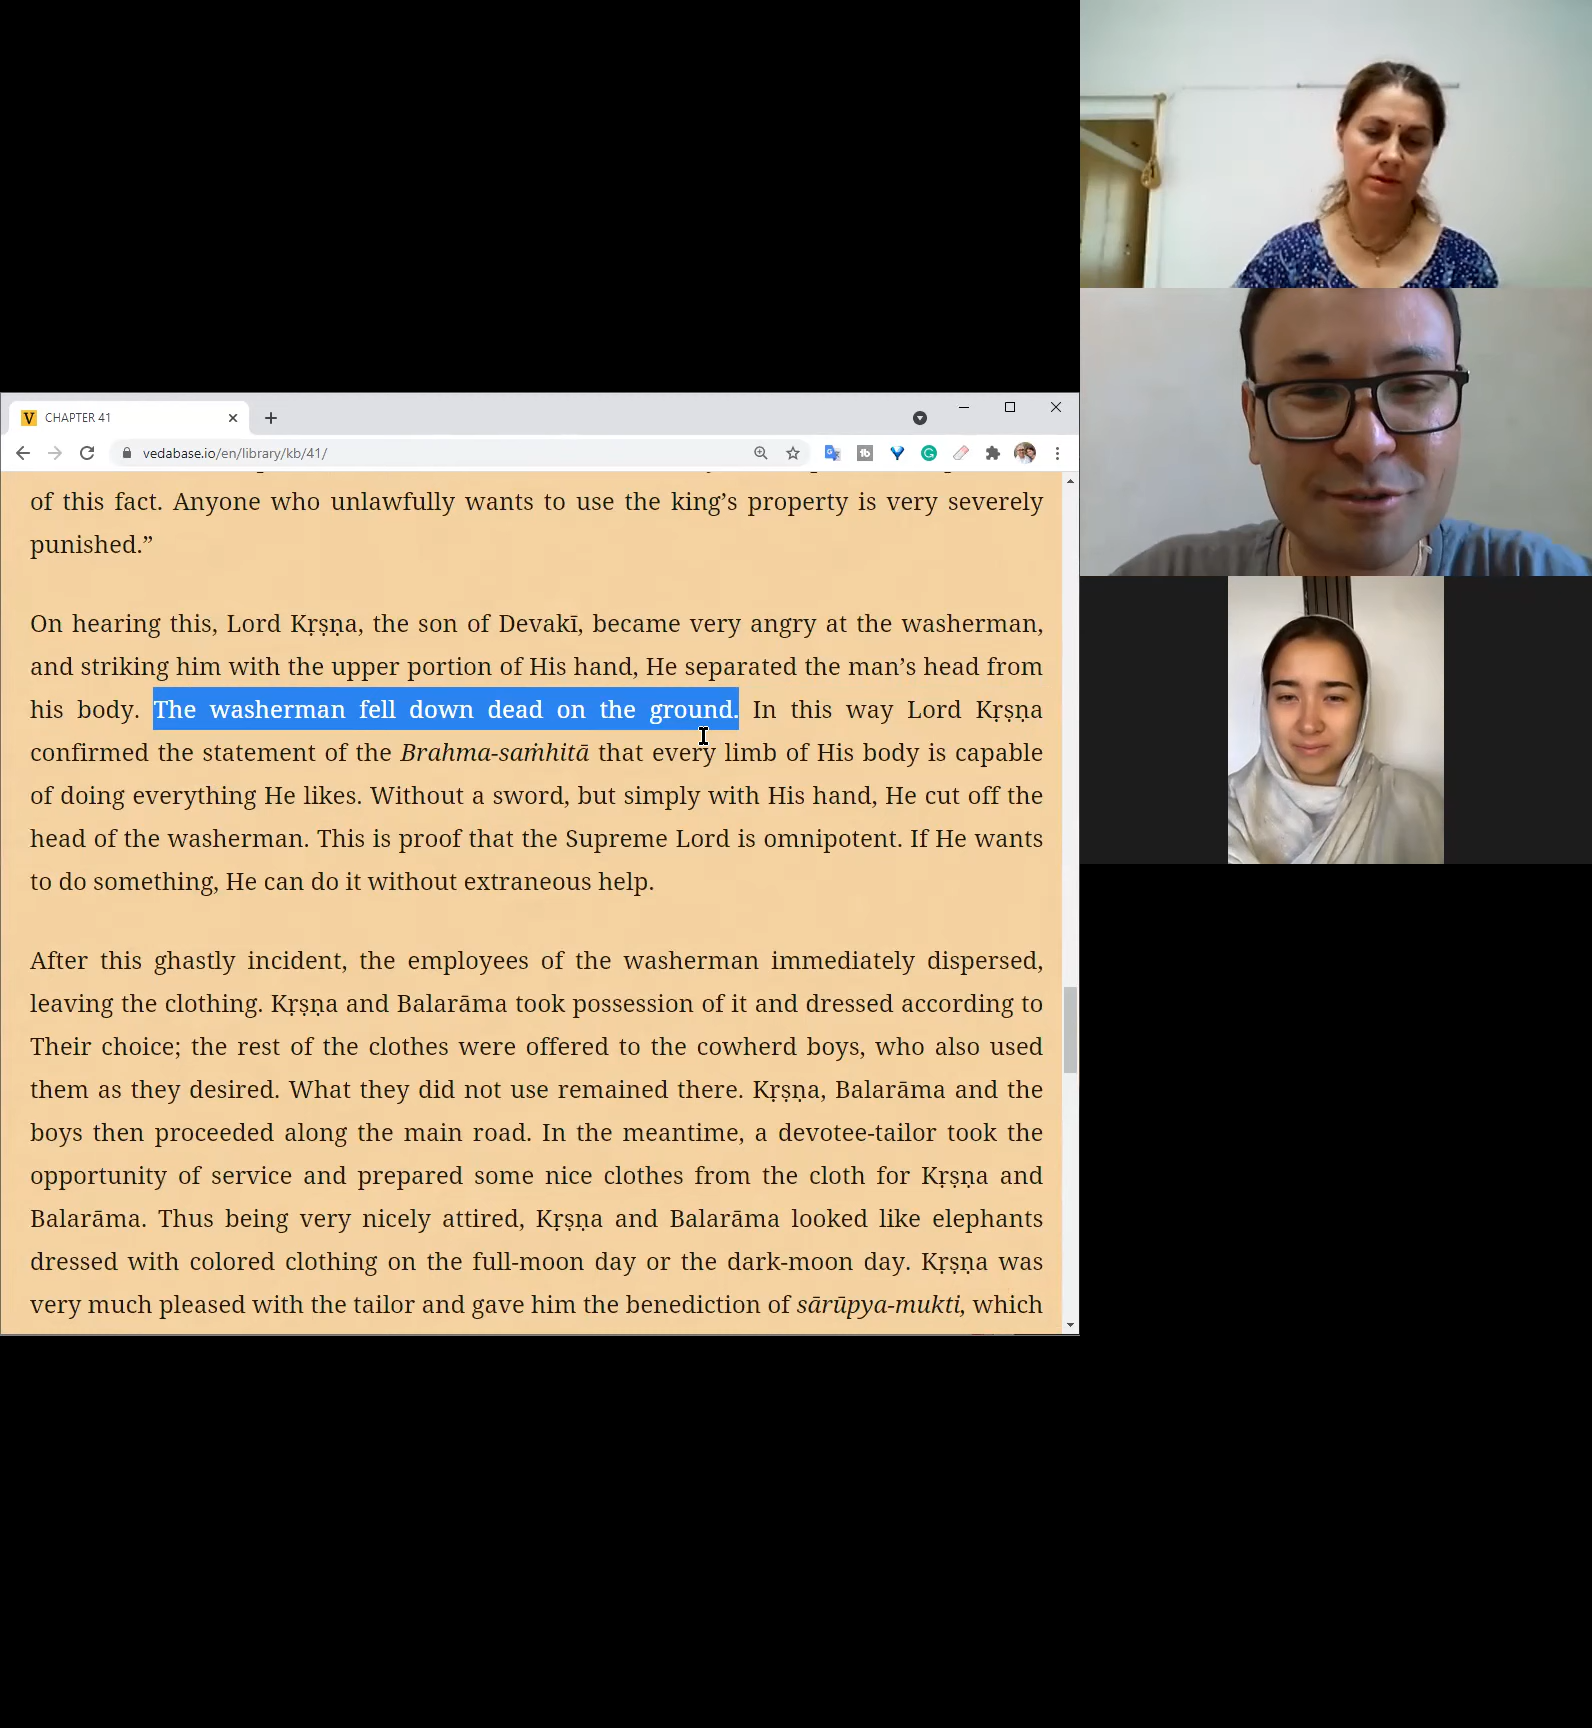 CHAPTER 41
vedabase.io/en/library/kb/41/
of this fact. Anyone who unlawfully wants to use the king’s property is very severely
punished.”
On hearing this, Lord Kṛṣṇa, the son of Devakī, became very angry at the washerman,
and striking him with the upper portion of His hand, He separated the man’s head from
his body. The washerman fell down dead on the ground. In this way Lord Kṛṣṇa
confirmed the statement of the Brahma-saṁhitā that every limb of His body is capable
of doing everything He likes. Without a sword, but simply with His hand, He cut off the
head of the washerman. This is proof that the Supreme Lord is omnipotent. If He wants
to do something, He can do it without extraneous help.
After this ghastly incident, the employees of the washerman immediately dispersed,
leaving the clothing. Kṛṣṇa and Balarāma took possession of it and dressed according to
Their choice; the rest of the clothes were offered to the cowherd boys, who also used
them as they desired. What they did not use remained there. Kṛṣṇa, Balarāma and the
boys then proceeded along the main road. In the meantime, a devotee-tailor took the
opportunity of service and prepared some nice clothes from the cloth for Kṛṣṇa and
Balarāma. Thus being very nicely attired, Kṛṣṇa and Balarāma looked like elephants
dressed with colored clothing on the full-moon day or the dark-moon day. Kṛṣṇa was
very much pleased with the tailor and gave him the benediction of sārūpya-mukti, which